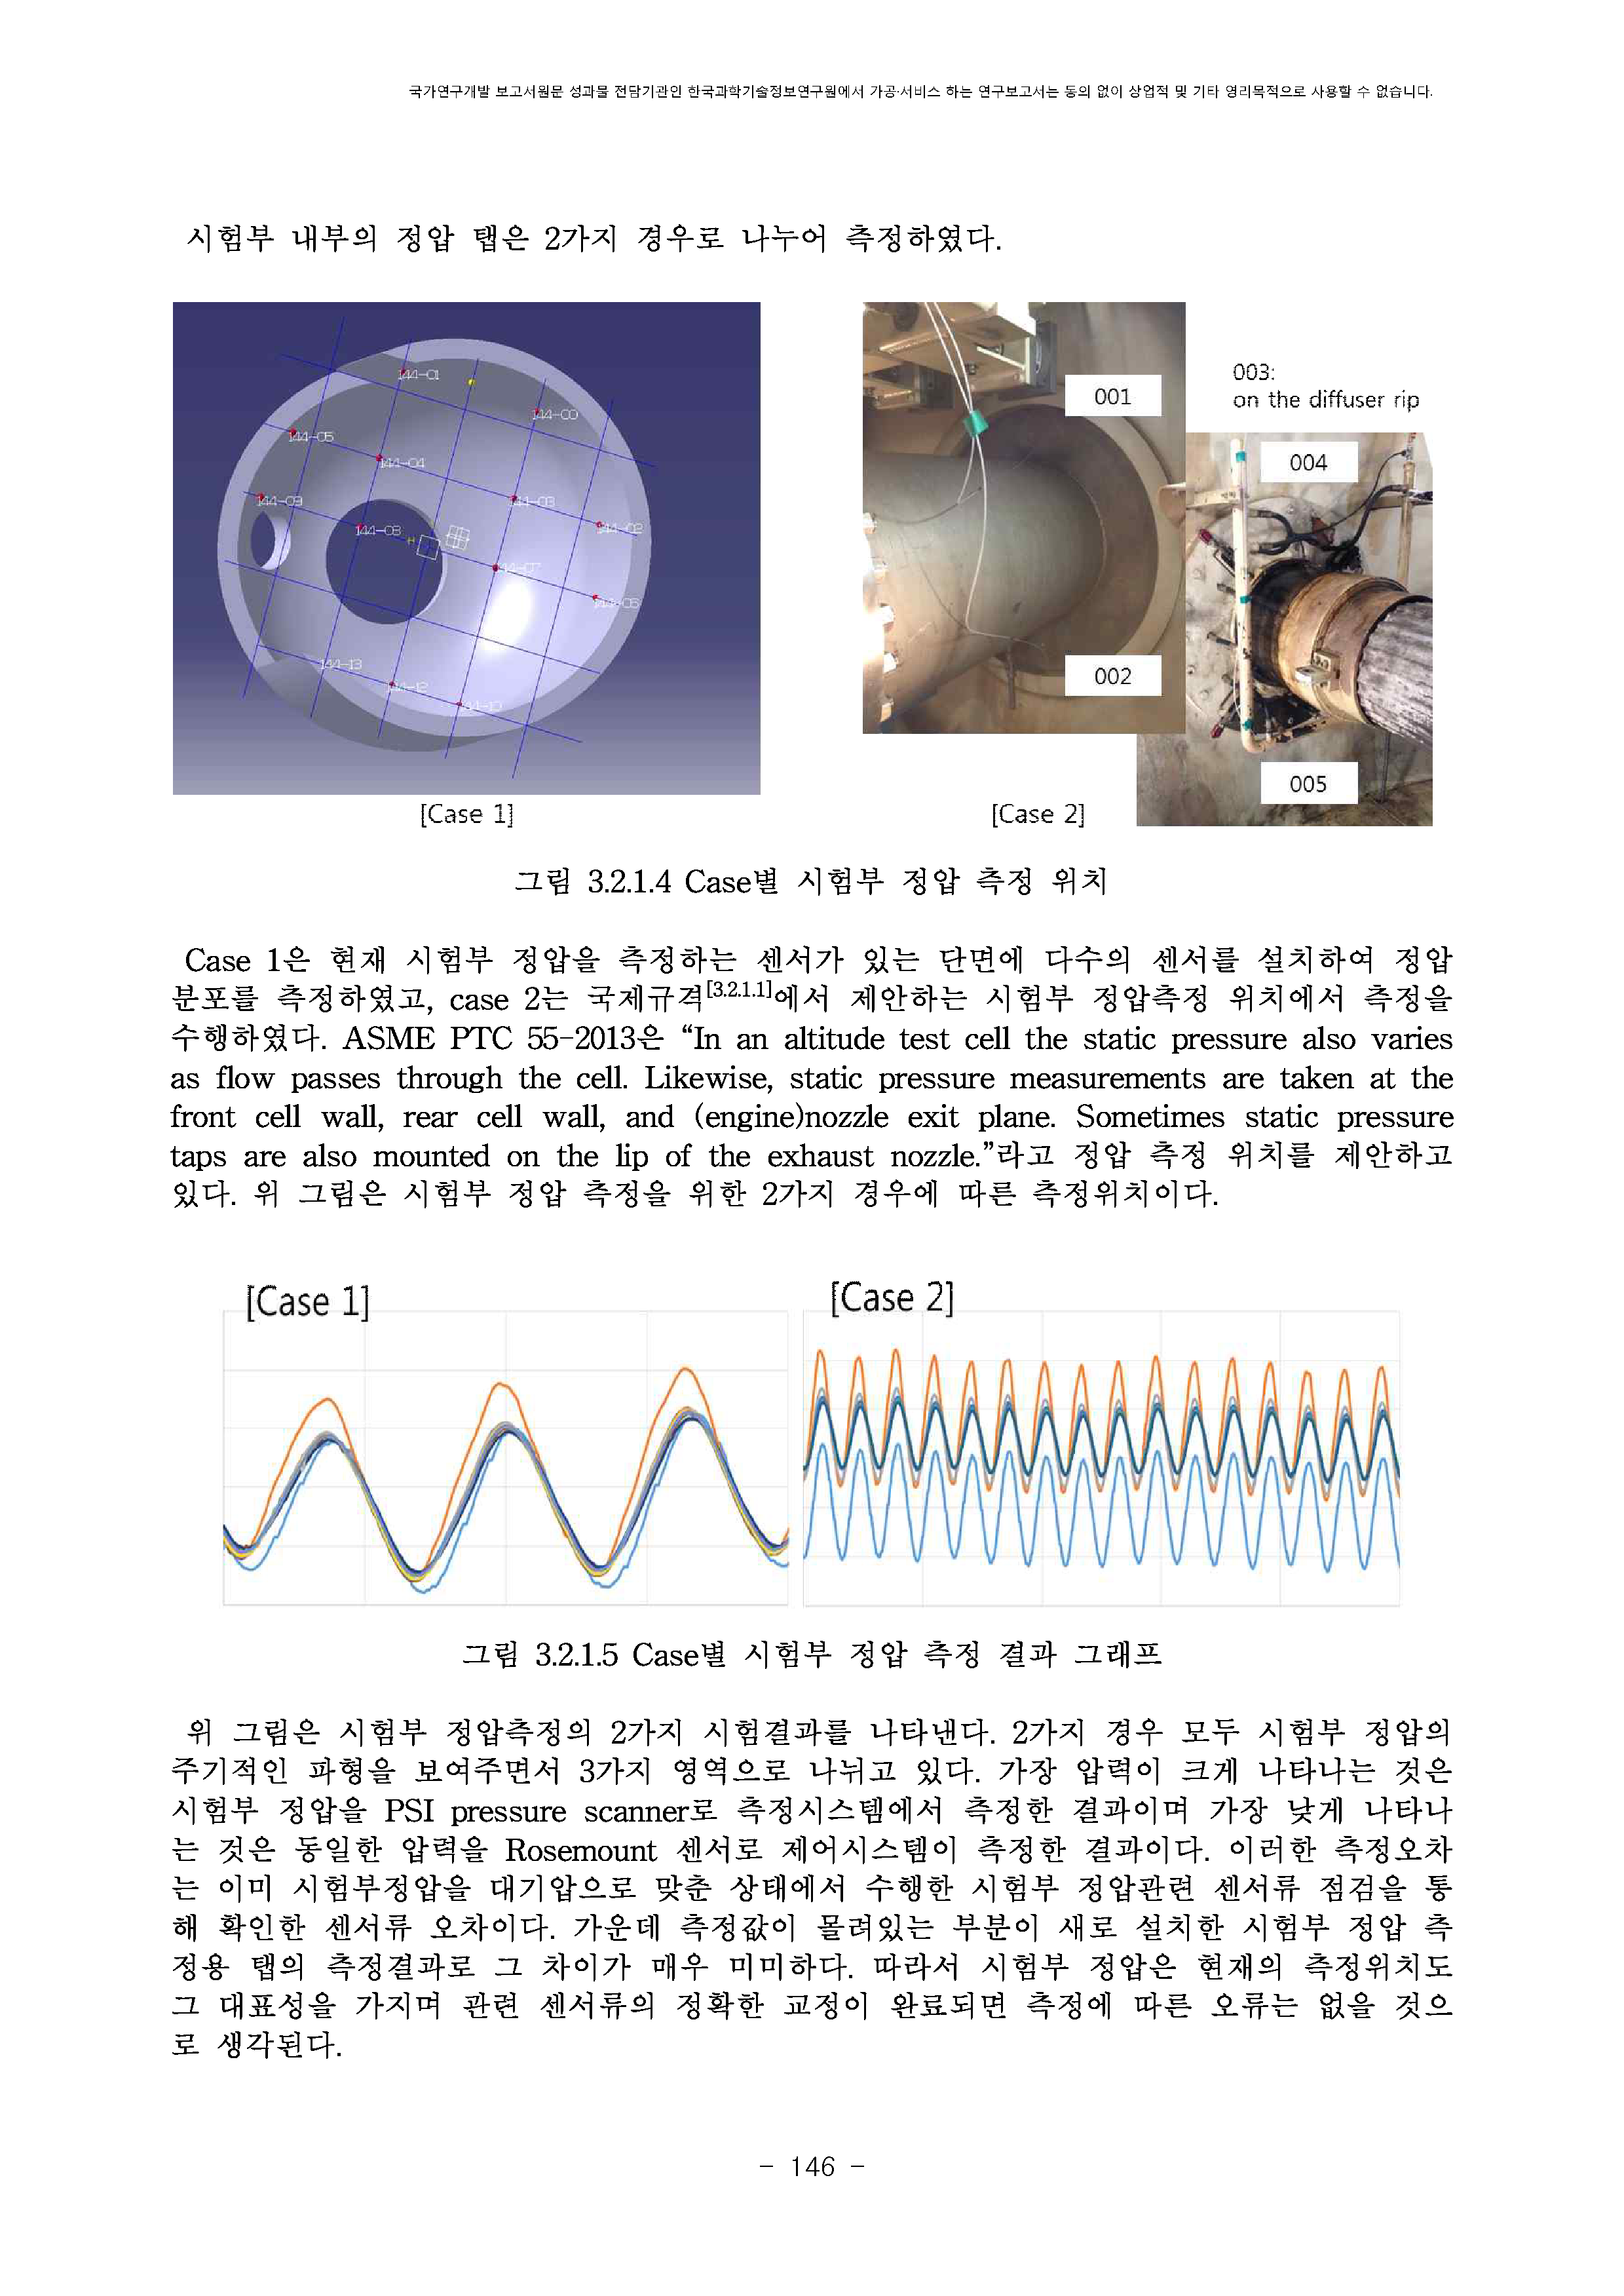 국가연구개발 보고서원문 성과물 전담기관인 한국과학기술정보연구원에서 가공·서비스 하는 연구보고서는 동의 없이 상업적 및 기타 영리목적으로 사용할 수 없습니다.
시험부 내부의 정압 탭은 2가지 경우로 나누어 측정하였다.
144-01
144-00
144-05
144-04
144-09
144-03
144-02
144-08
H
144-07
144-06
144-13
144-12
144-10
001
002
003:
on the diffuser rip
004
005
[Case 1]
[Case 2]
그림 3.2.1.4 Case별 시험부 정압 측정 위치
Case 1은 현재 시험부 정압을 측정하는 센서가 있는 단면에 다수의 센서를 설치하여 정압
분포를 측정하였고, case 2는 국제규격[3.2.1.1]에서 제안하는 시험부 정압측정 위치에서 측정을
수행하였다. ASME PTC 55-2013은 “In an altitude test cell the static pressure also varies
as flow passes through the cell. Likewise, static pressure measurements are taken at the
front cell wall, rear cell wall, and (engine)nozzle exit plane. Sometimes static pressure
taps are also mounted on the lip of the exhaust nozzle.”라고 정압 측정 위치를 제안하고
있다. 위 그림은 시험부 정압 측정을 위한 2가지 경우에 따른 측정위치이다.
[Case 1]
[Case 2]
그림 3.2.1.5 Case별 시험부 정압 측정 결과 그래프
위 그림은 시험부 정압측정의 2가지 시험결과를 나타낸다. 2가지 경우 모두 시험부 정압의
주기적인 파형을 보여주면서 3가지 영역으로 나뉘고 있다. 가장 압력이 크게 나타나는 것은
시험부 정압을 PSI pressure scanner로 측정시스템에서 측정한 결과이며 가장 낮게 나타나
는 것은 동일한 압력을 Rosemount 센서로 제어시스템이 측정한 결과이다. 이러한 측정오차
는 이미 시험부정압을 대기압으로 맞춘 상태에서 수행한 시험부 정압관련 센서류 점검을 통
해 확인한 센서류 오차이다. 가운데 측정값이 몰려있는 부분이 새로 설치한 시험부 정압 측
정용 탭의 측정결과로 그 차이가 매우 미미하다. 따라서 시험부 정압은 현재의 측정위치도
그 대표성을 가지며 관련 센서류의 정확한 교정이 완료되면 측정에 따른 오류는 없을 것으
로 생각된다.
- 146 -